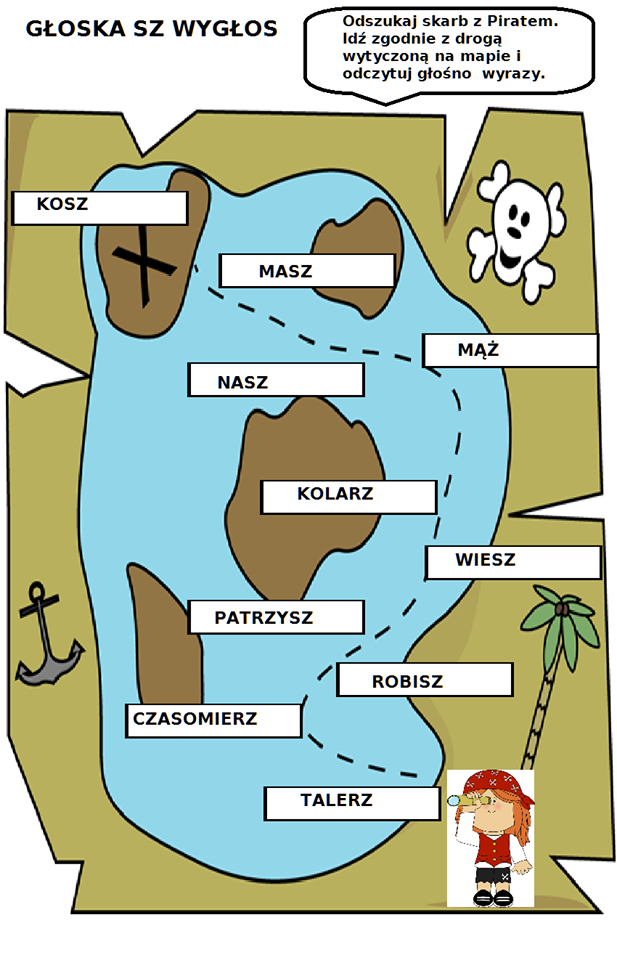 GŁOSKA SZ WYGŁOS
Odszukaj skarb z Piratem.
Idź zgodnie z drogą
wytyczoną na mapie i
odczytuj głośno wyrazy.
KOSZ
MASZ
MĄŻ
NASZ
KOLARZ
WIESZ
PATRZYSZ
ROBISZ
CZASOMIERZ
TALERZ